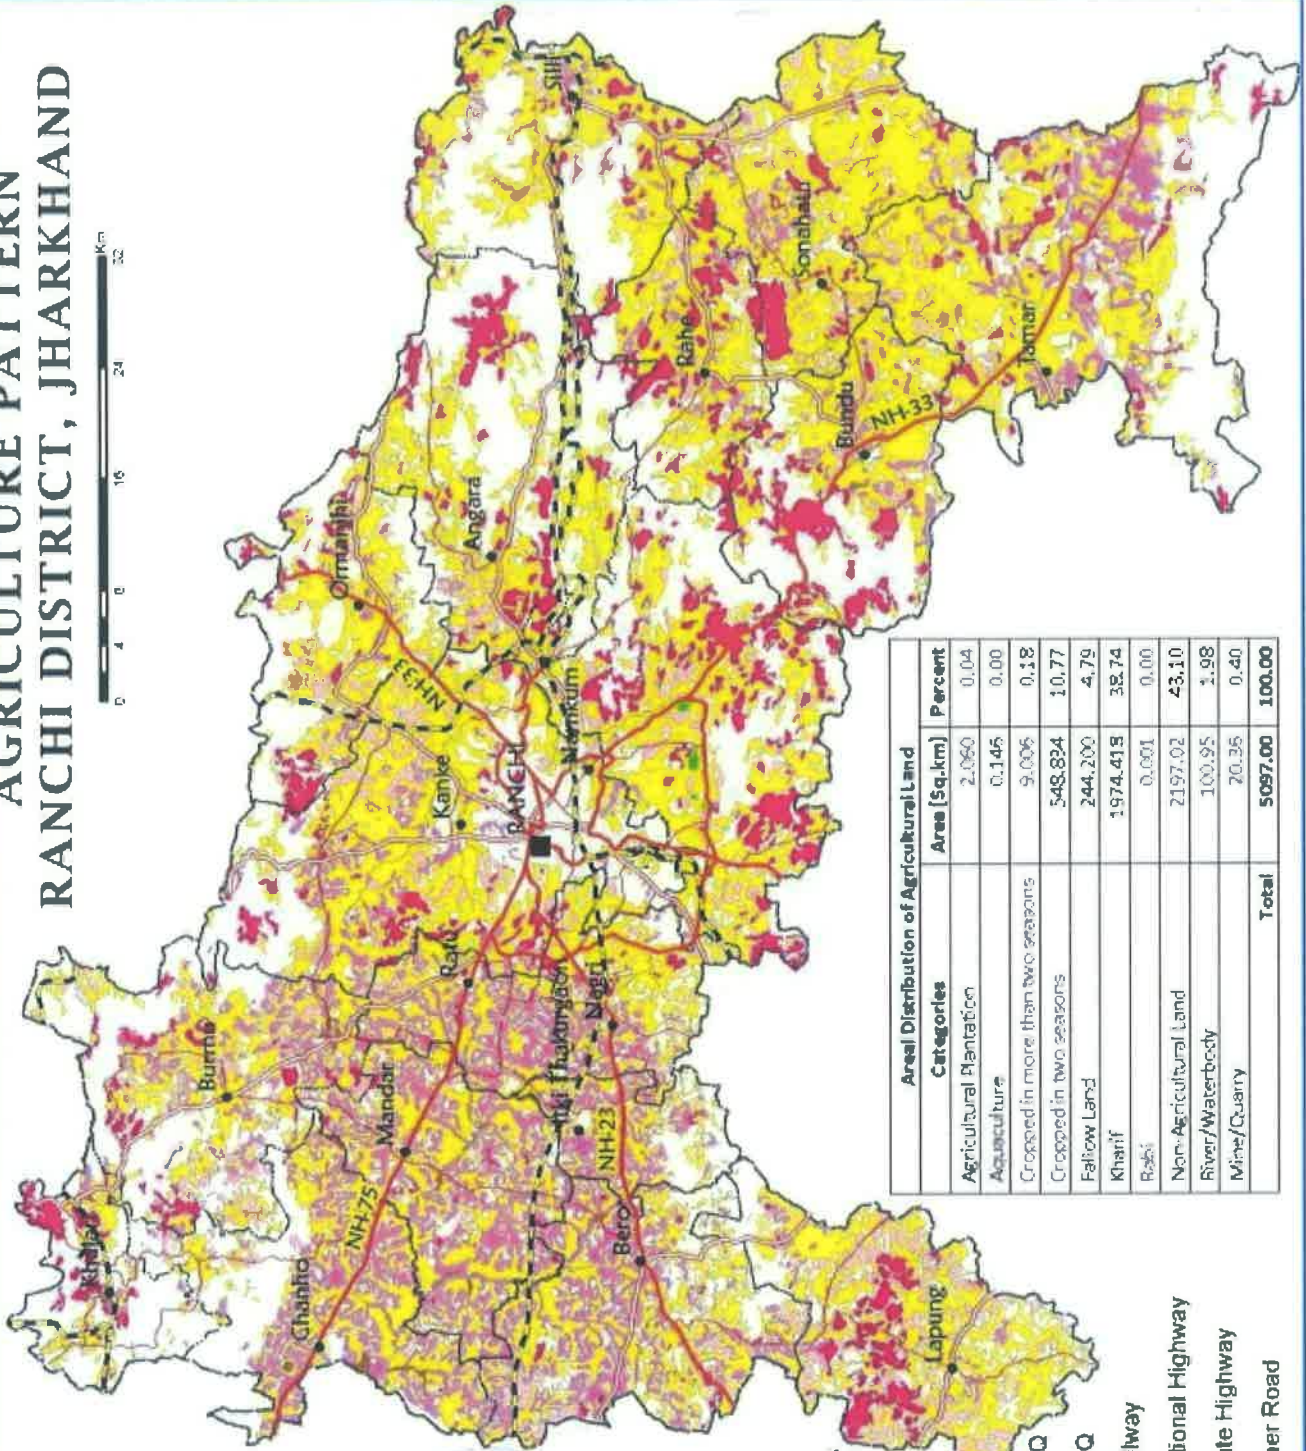 AGRICULTURE PATTERN
RANCHI DISTRICT, JHARKHAND
0 4 8 16 24 32
Km
Khalari
Burmu
Chanho
NH-75
Mandar
Ratu
Kanke
NH-33
Ormanjhi
Angara
RANCHI
Namkum
Silli
Itki Thakurgaon
Nagri
NH-23
Bero
Lapung
Rahe
Sonahatu
Bundu
NH-33
Tamar
Areal Distribution of Agricultural Land
Categories Area (Sq.km) Percent
Agricultural Plantation 2.060 0.04
Aquaculture 0.146 0.00
Cropped in more than two seasons 9.006 0.18
Cropped in two seasons 548.834 10.77
Fallow Land 244.200 4.79
Kharif 1974.418 38.74
Rabi 0.001 0.00
Non-Agricultural Land 2197.02 43.10
River/Waterbody 100.95 1.98
Mine/Quarry 20.36 0.40
Total 5097.00 100.00
Q
Q
lway
ional Highway
te Highway
er Road